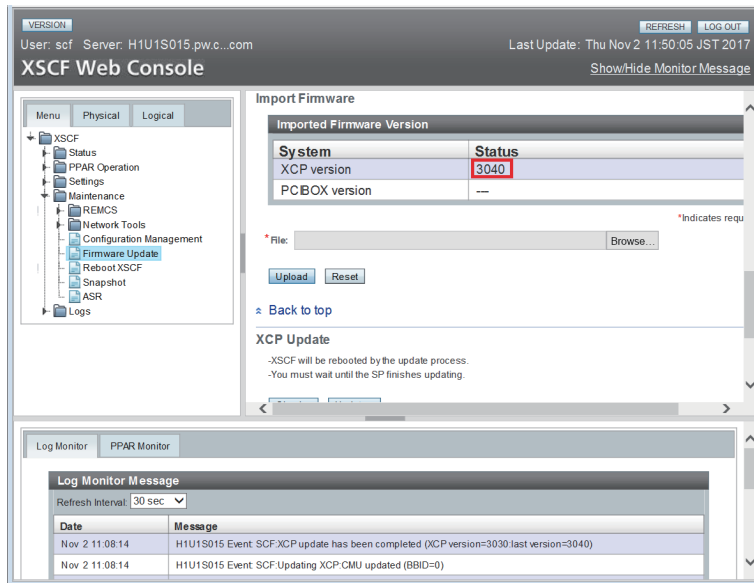 VERSION
REFRESH LOG OUT
User: scf Server: H1U1S015.pw.c...com
Last Update: Thu Nov 2 11:50:05 JST 2017
XSCF Web Console
Show/Hide Monitor Message
Menu Physical Logical
XSCF
Status
PPAR Operation
Settings
Maintenance
REMCS
Network Tools
Configuration Management
Firmware Update
Reboot XSCF
Snapshot
ASR
Logs
Import Firmware
Imported Firmware Version
System Status
XCP version 3040
PCIBOX version ---
*Indicates requ
*File: Browse...
Upload Reset
Back to top
XCP Update
-XSCF will be rebooted by the update process.
-You must wait until the SP finishes updating.
Log Monitor PPAR Monitor
Log Monitor Message
Refresh Interval: 30 sec
Date Message
Nov 2 11:08:14 H1U1S015 Event: SCF:XCP update has been completed (XCP version=3030:last version=3040)
Nov 2 11:08:14 H1U1S015 Event: SCF:Updating XCP:CMU updated (BBID=0)